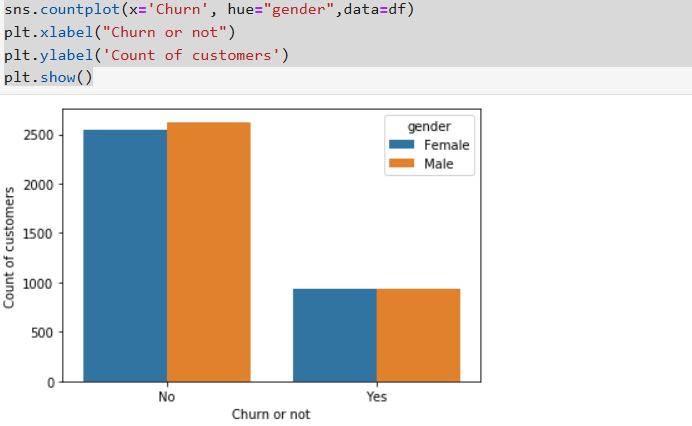 sns.countplot(x='Churn', hue="gender",data=df)
plt.xlabel("Churn or not")
plt.ylabel('Count of customers')
plt.show()
gender
Female
Male
2500
2000
1500
1000
500
0
Count of customers
No Yes
Churn or not